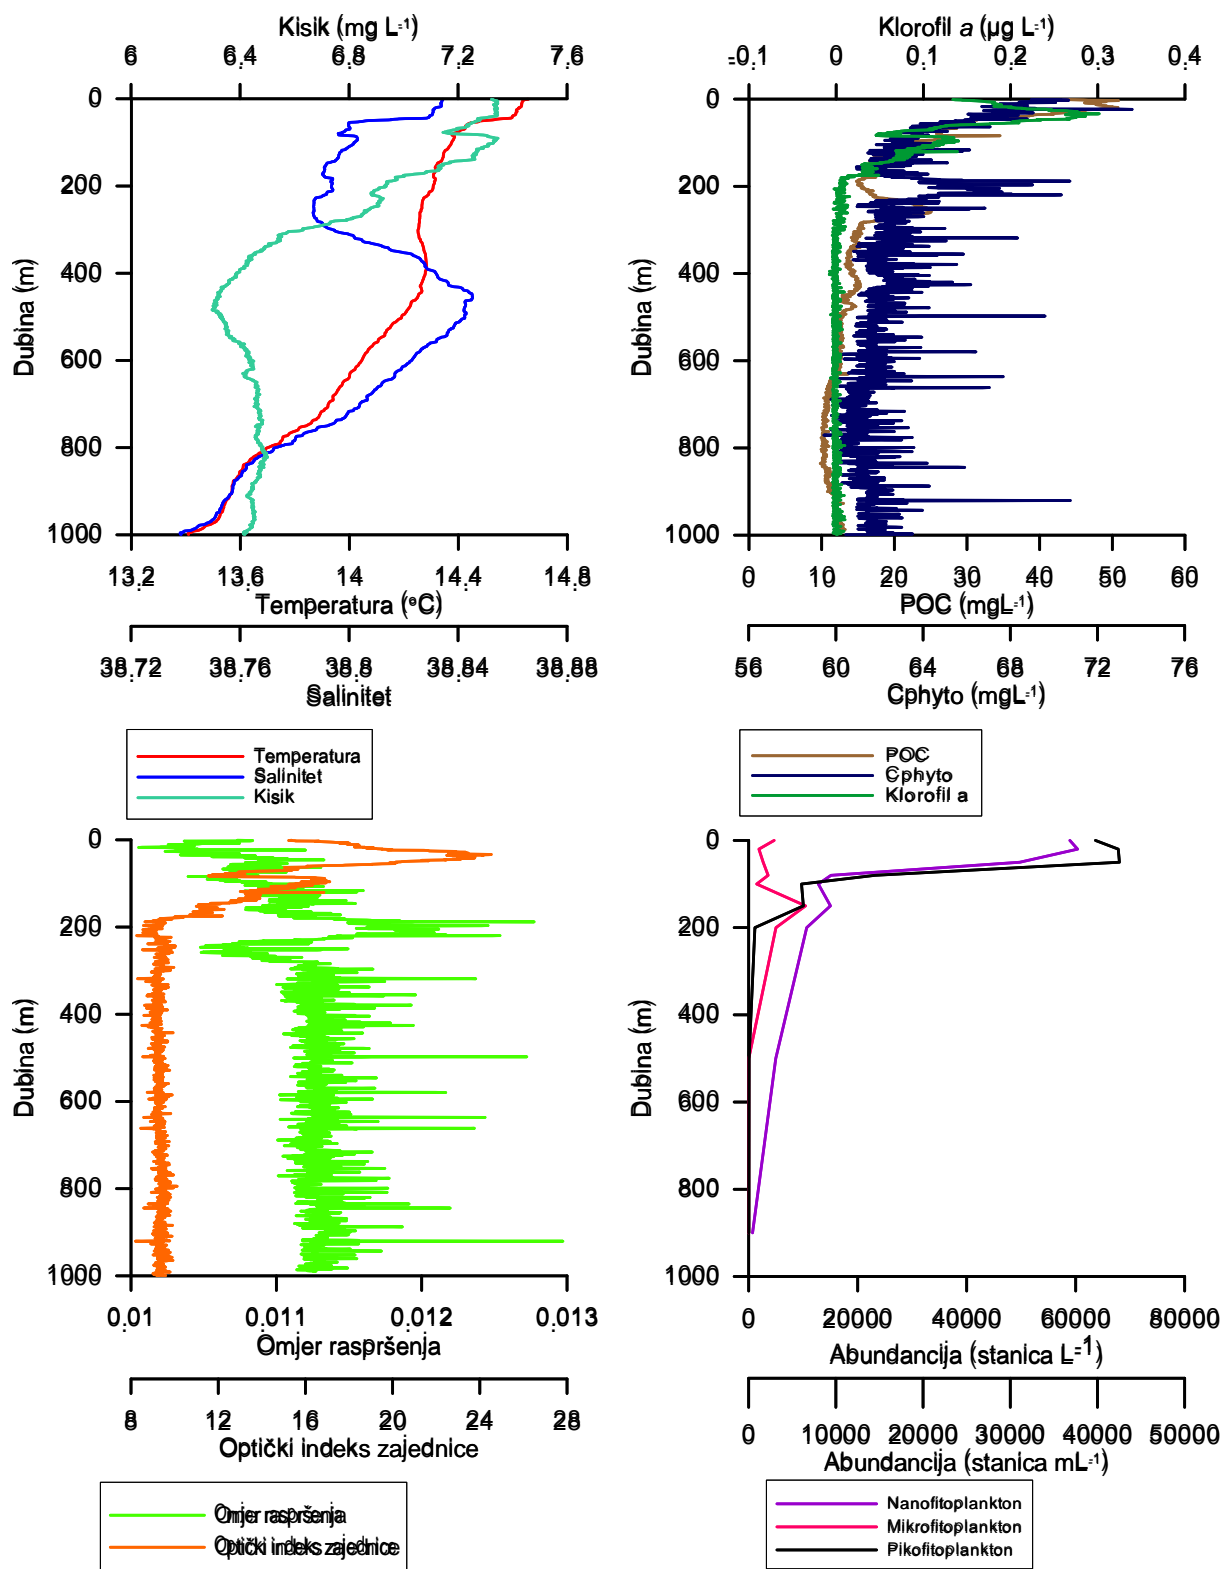 Kisik (mg L-1)
6 6.4 6.8 7.2 7.6
0
200
400
600
800
1000
Dubina (m)
13.2 13.6 14 14.4 14.8
Temperatura (°C)
38.72 38.76 38.8 38.84 38.88
Salinitet
Temperatura
Salinitet
Kisik
Klorofil a (µg L-1)
-0.1 0 0.1 0.2 0.3 0.4
0
200
400
600
800
1000
Dubina (m)
0 10 20 30 40 50 60
POC (mgL-1)
56 60 64 68 72 76
Cphyto (mgL-1)
POC
Cphyto
Klorofil a
0
200
400
600
800
1000
Dubina (m)
0.01 0.011 0.012 0.013
Omjer raspršenja
8 12 16 20 24 28
Optički indeks zajednice
Omjer raspršenja
Optički indeks zajednice
0
200
400
600
800
1000
Dubina (m)
0 20000 40000 60000 80000
Abundancija (stanica L-1)
0 10000 20000 30000 40000 50000
Abundancija (stanica mL-1)
Nanofitoplankton
Mikrofitoplankton
Pikofitoplankton